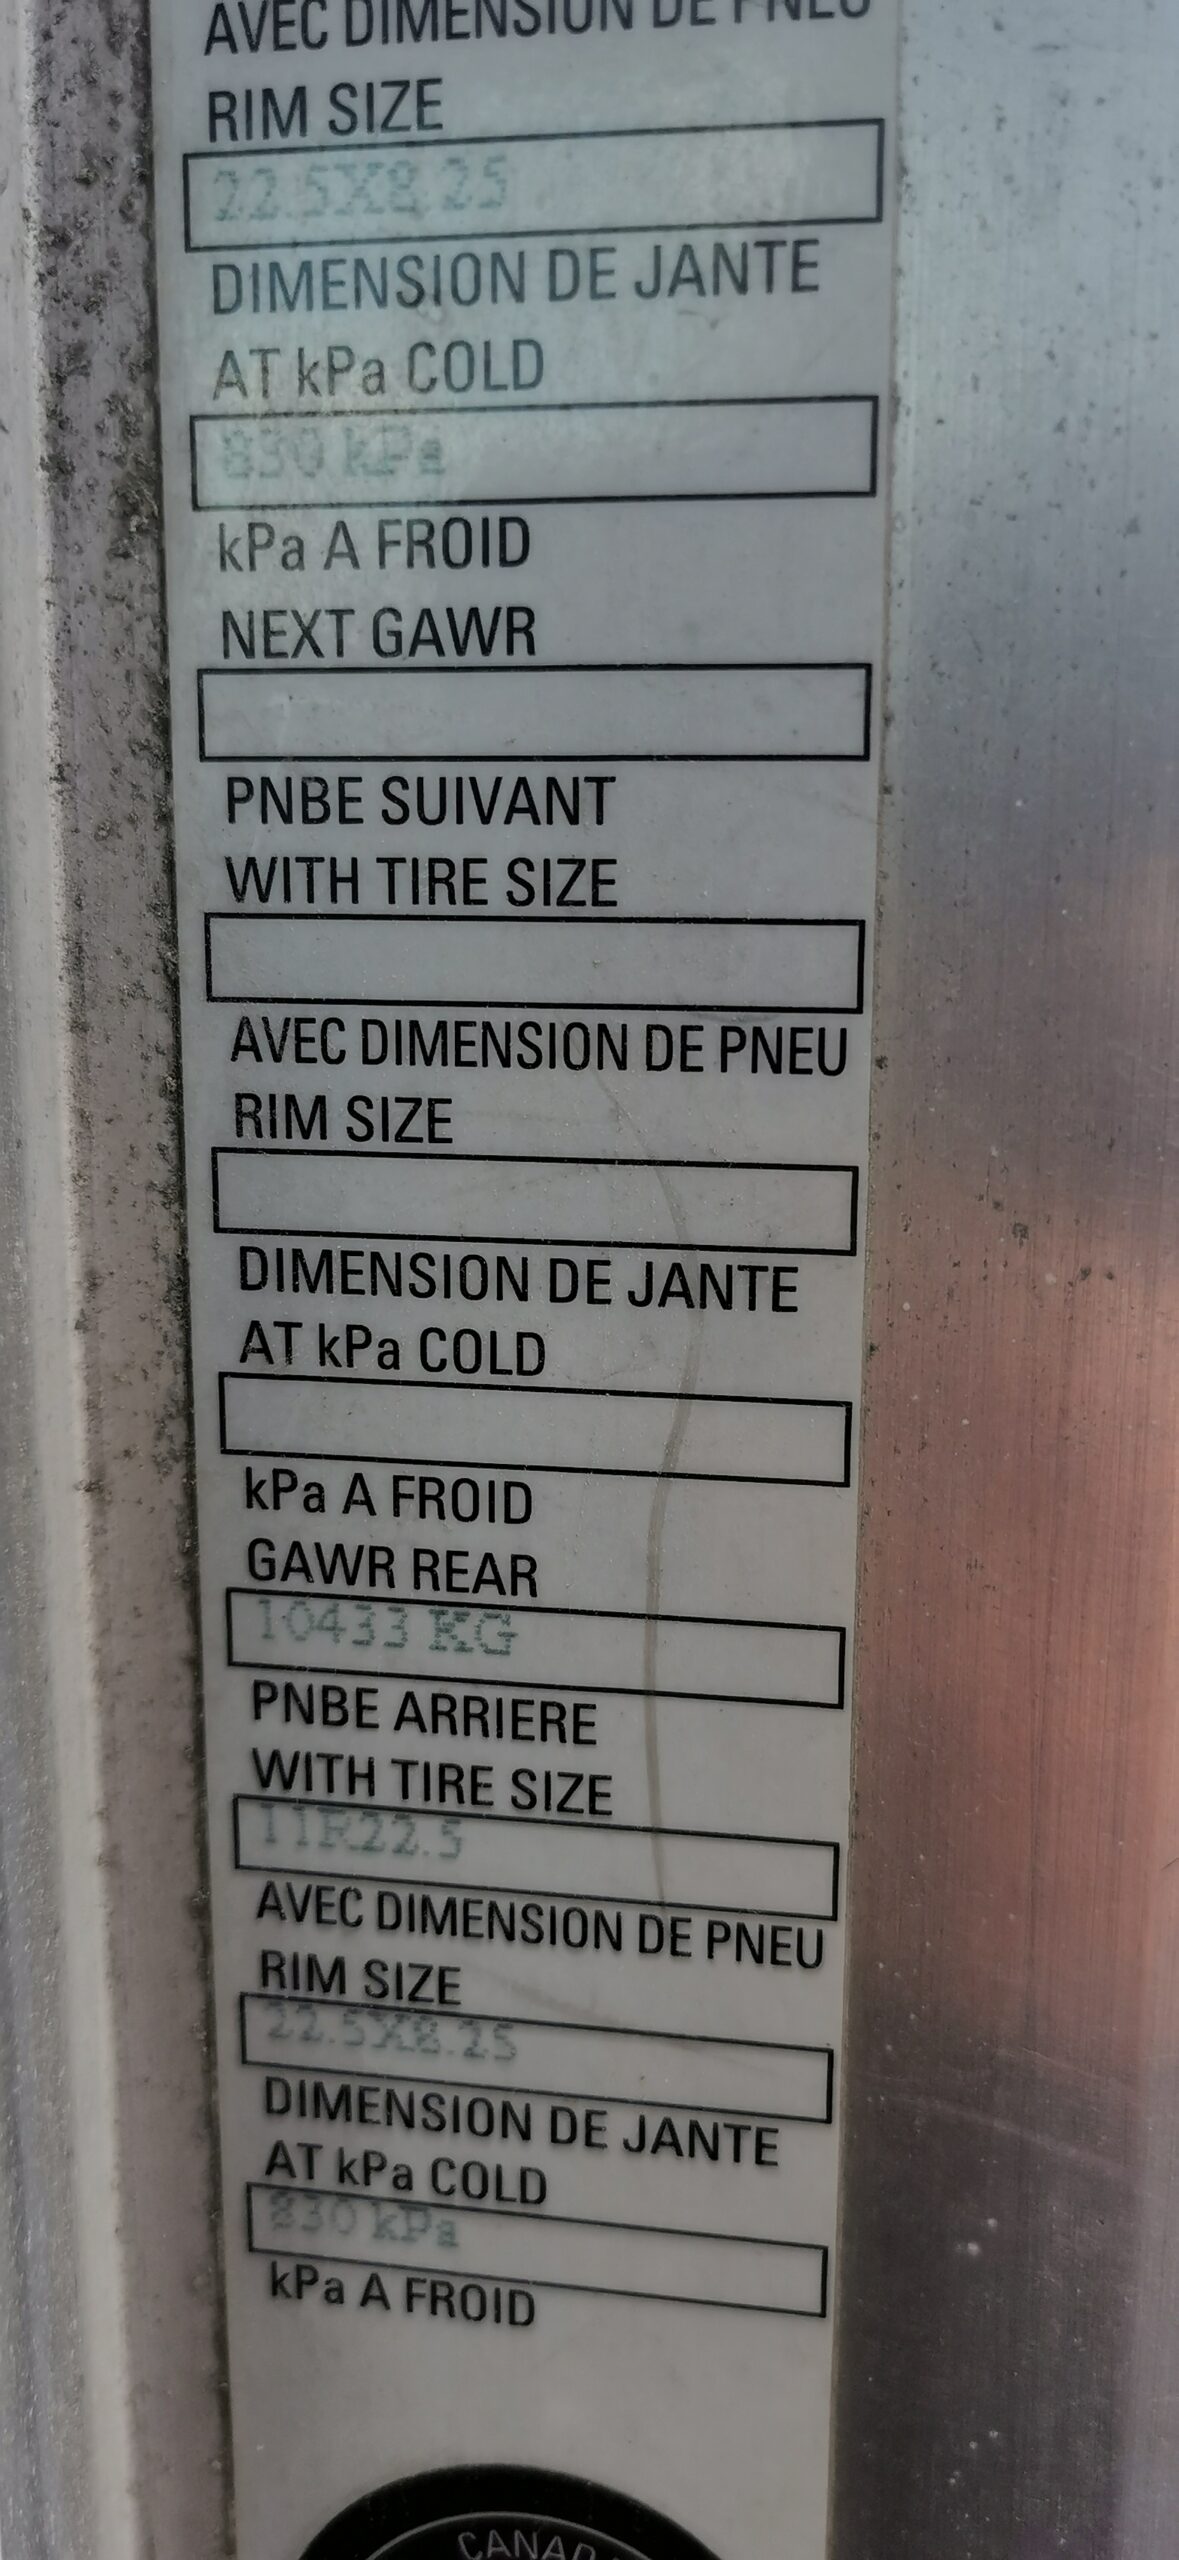 AVEC DIMENSION DE PNEU
RIM SIZE
22.5X8.25
DIMENSION DE JANTE
AT kPa COLD
830 kPa
kPa A FROID
NEXT GAWR
PNBE SUIVANT
WITH TIRE SIZE
AVEC DIMENSION DE PNEU
RIM SIZE
DIMENSION DE JANTE
AT kPa COLD
kPa A FROID
GAWR REAR
10433 KG
PNBE ARRIERE
WITH TIRE SIZE
11R22.5
AVEC DIMENSION DE PNEU
RIM SIZE
22.5X8.25
DIMENSION DE JANTE
AT kPa COLD
830 kPa
kPa A FROID